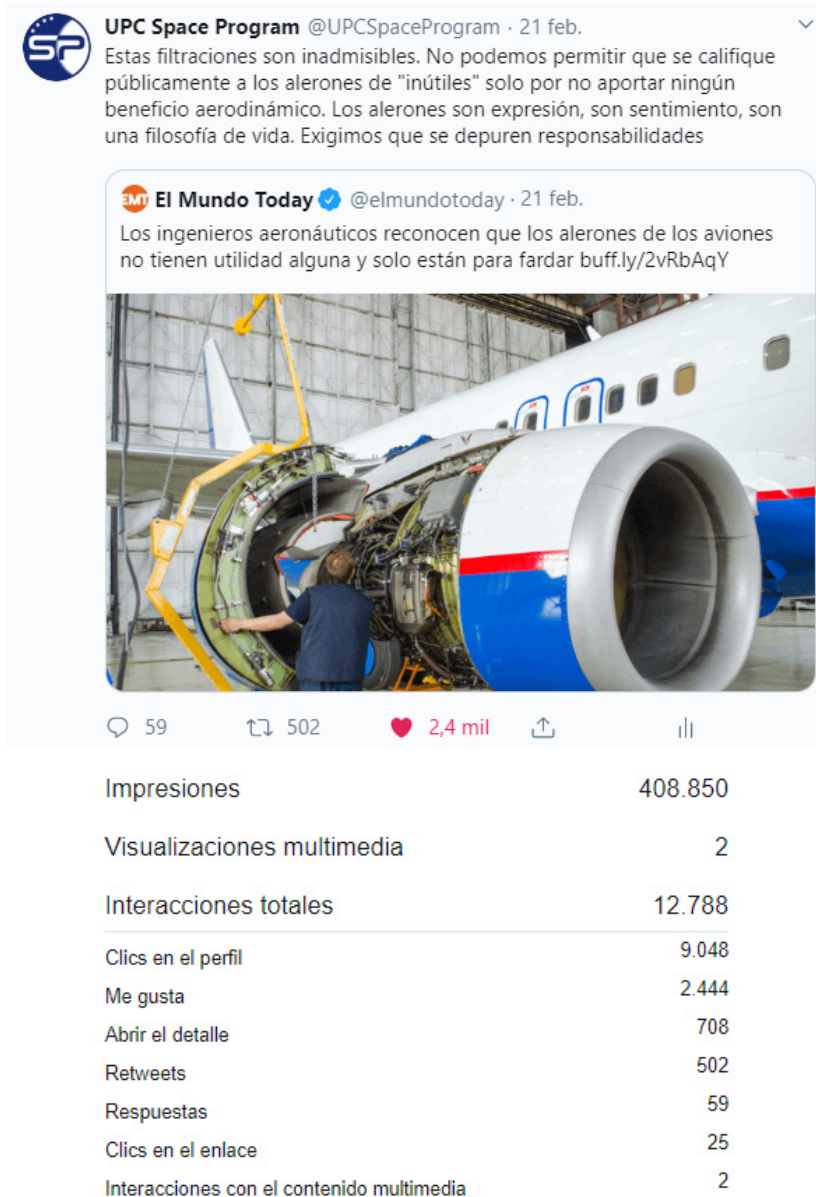 SP UPC Space Program @UPCSpaceProgram · 21 feb.
Estas filtraciones son inadmisibles. No podemos permitir que se califique
públicamente a los alerones de "inútiles" solo por no aportar ningún
beneficio aerodinámico. Los alerones son expresión, son sentimiento, son
una filosofía de vida. Exigimos que se depuren responsabilidades
EMT El Mundo Today @elmundotoday · 21 feb.
Los ingenieros aeronáuticos reconocen que los alerones de los aviones
no tienen utilidad alguna y solo están para fardar buff.ly/2vRbAqY
59 502 2,4 mil
Impresiones 408.850
Visualizaciones multimedia 2
Interacciones totales 12.788
Clics en el perfil 9.048
Me gusta 2.444
Abrir el detalle 708
Retweets 502
Respuestas 59
Clics en el enlace 25
Interacciones con el contenido multimedia 2